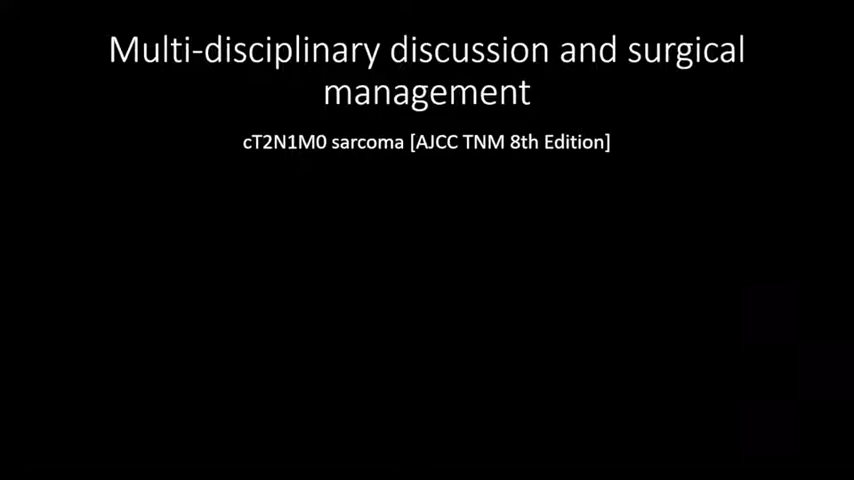 Multi-disciplinary discussion and surgical
management
cT2N1M0 sarcoma [AJCC TNM 8th Edition]